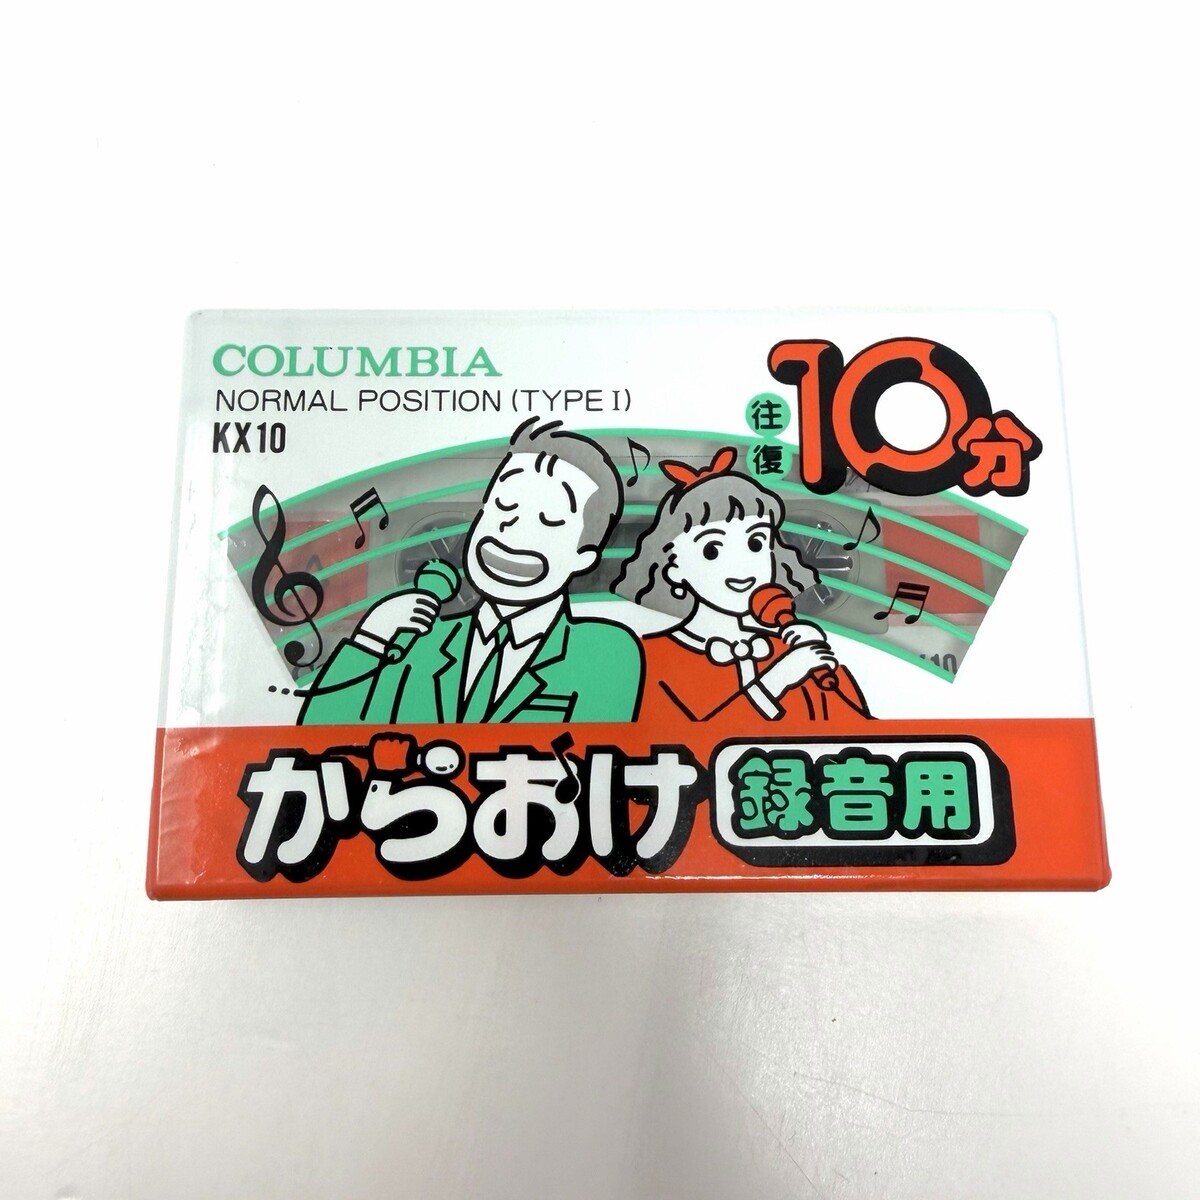 COLUMBIA
NORMAL POSITION (TYPE I)
KX10
往復
10分
からおけ 録音用